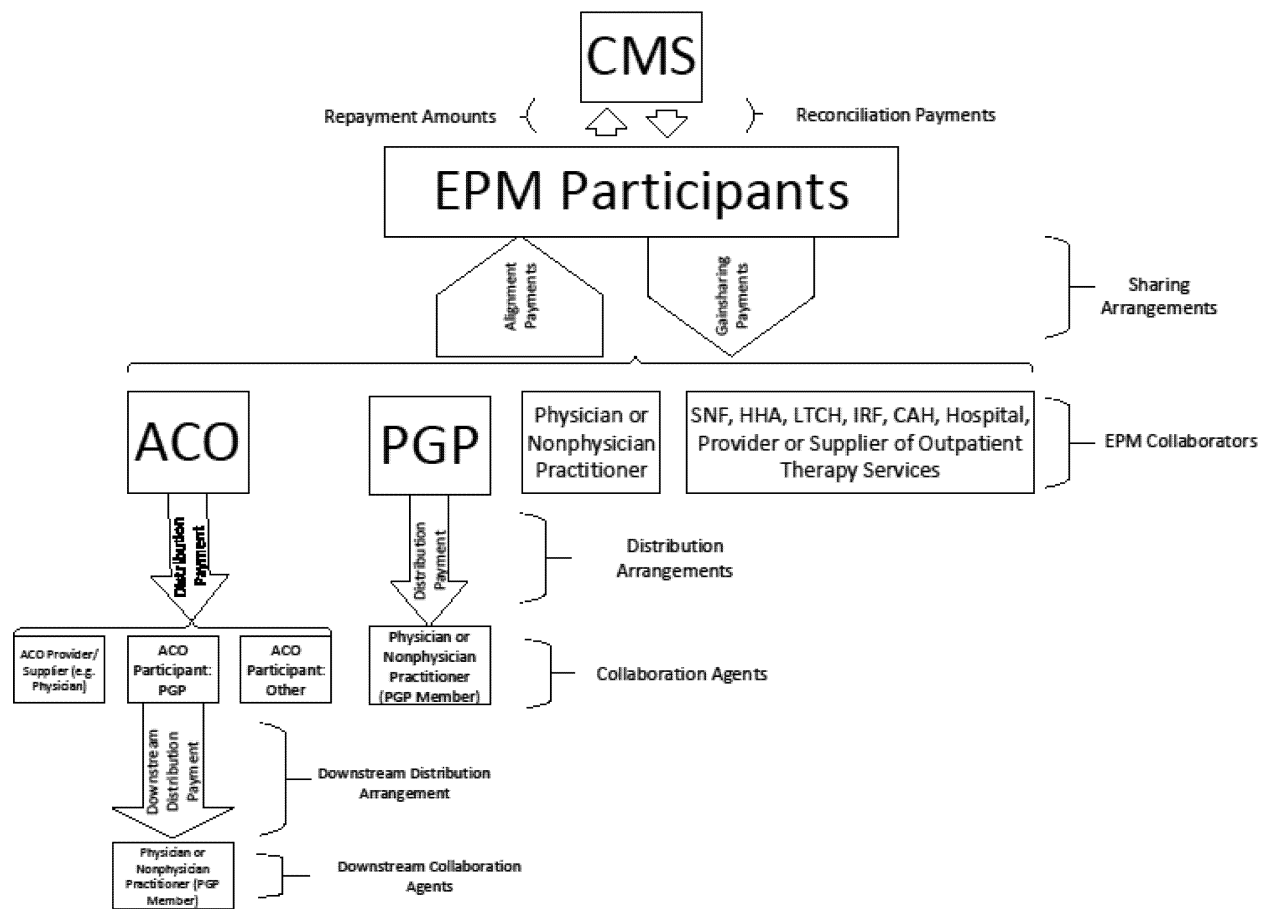 CMS
Repayment Amounts
Reconciliation Payments
EPM Participants
Alignment
Payments
Gainsharing
Payments
Sharing
Arrangements
ACO
PGP
Physician or
Nonphysician
Practitioner
SNF, HHA, LTCH, IRF, CAH, Hospital,
Provider or Supplier of Outpatient
Therapy Services
EPM Collaborators
Distribution
Payment
Distribution
Payment
Distribution
Arrangements
ACO Provider/
Supplier (e.g.
Physician)
ACO
Participant:
PGP
ACO
Participant:
Other
Physician or
Nonphysician
Practitioner
(PGP Member)
Collaboration Agents
Downstream
Distribution
Payment
Downstream Distribution
Arrangement
Physician or
Nonphysician
Practitioner (PGP
Member)
Downstream Collaboration
Agents